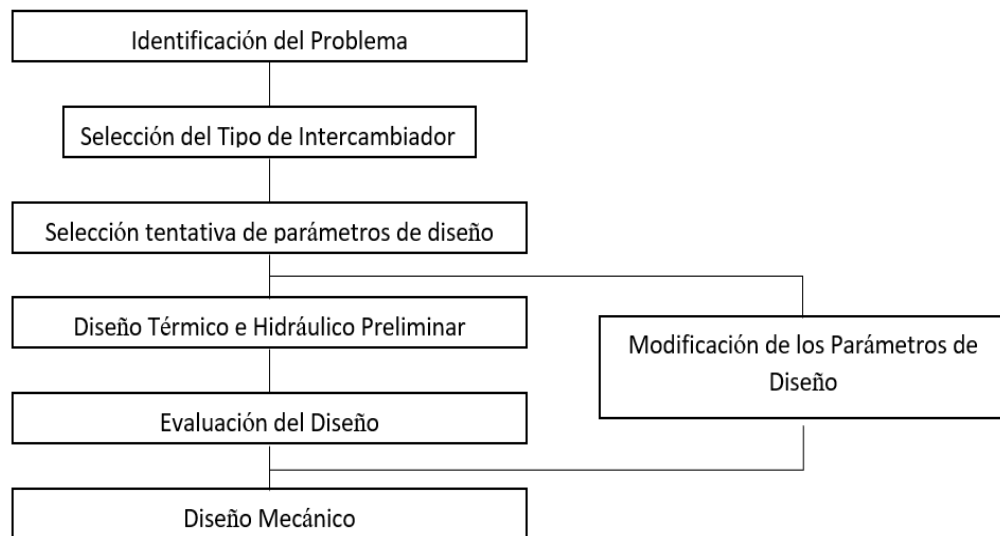 Identificación del Problema
Selección del Tipo de Intercambiador
Selección tentativa de parámetros de diseño
Diseño Térmico e Hidráulico Preliminar
Modificación de los Parámetros de
Diseño
Evaluación del Diseño
Diseño Mecánico